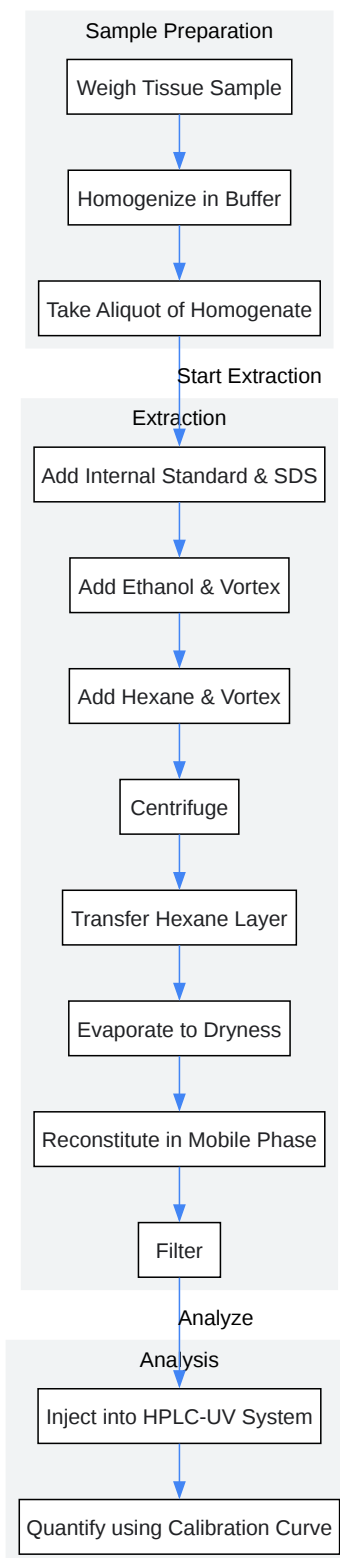 Sample Preparation
Weigh Tissue Sample
Homogenize in Buffer
Take Aliquot of Homogenate
Start Extraction
Extraction
Add Internal Standard & SDS
Add Ethanol & Vortex
Add Hexane & Vortex
Centrifuge
Transfer Hexane Layer
Evaporate to Dryness
Reconstitute in Mobile Phase
Filter
Analyze
Analysis
Inject into HPLC-UV System
Quantify using Calibration Curve